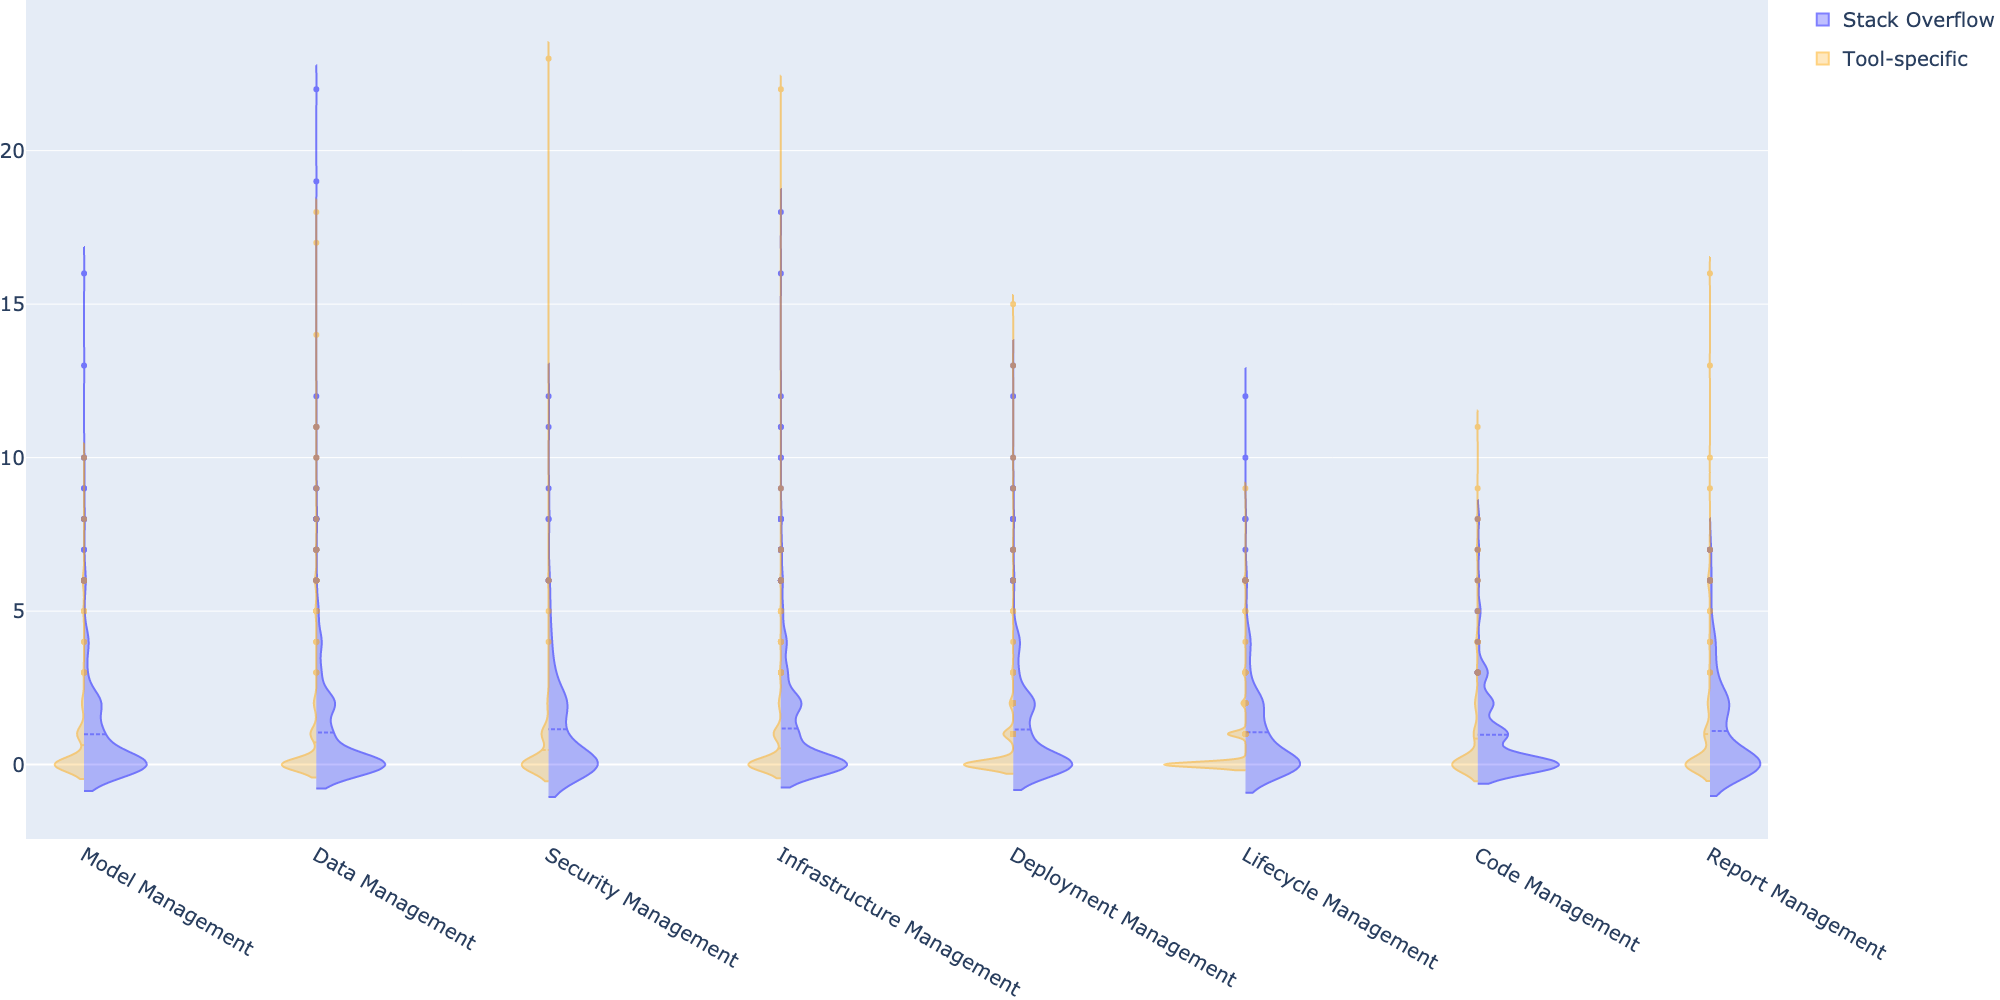 Stack Overflow
Tool-specific
20
15
10
5
0
Model Management
Data Management
Security Management
Infrastructure Management
Deployment Management
Lifecycle Management
Code Management
Report Management